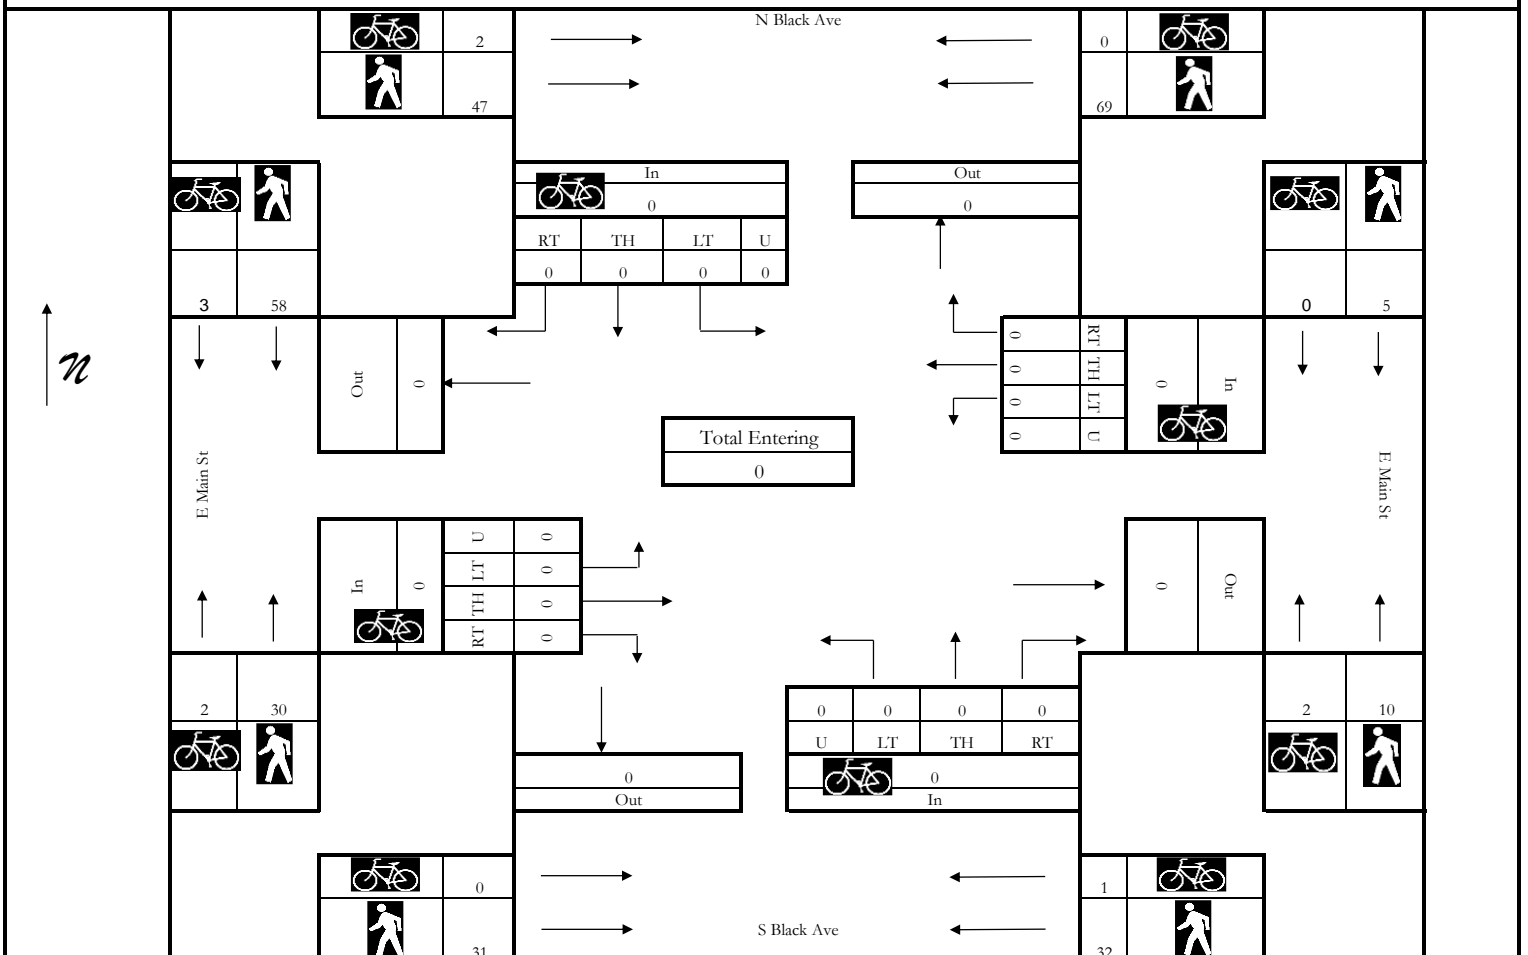 N Black Ave
2
0
47
69
In
Out
0
0
RT TH LT U
0 0 0 0
3 58
0 5
N
Out 0
0 RT
0 TH
0 LT
0 U
0 In
Total Entering
0
E Main St
E Main St
In 0
U 0
LT 0
TH 0
RT 0
0 Out
2 30
0 0 0 0
2 10
U LT TH RT
0
0
Out
In
0
1
S Black Ave
31
32